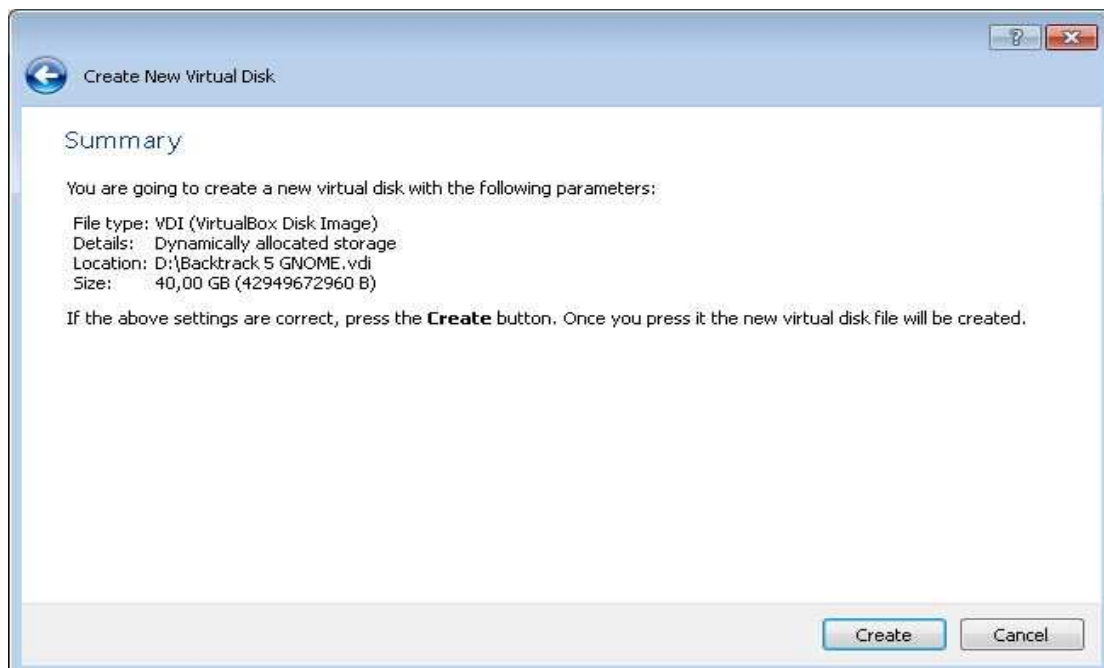 ?
Create New Virtual Disk
Summary
You are going to create a new virtual disk with the following parameters:
File type: VDI (VirtualBox Disk Image)
Details: Dynamically allocated storage
Location: D:\Backtrack 5 GNOME.vdi
Size: 40,00 GB (42949672960 B)
If the above settings are correct, press the Create button. Once you press it the new virtual disk file will be created.
Create Cancel